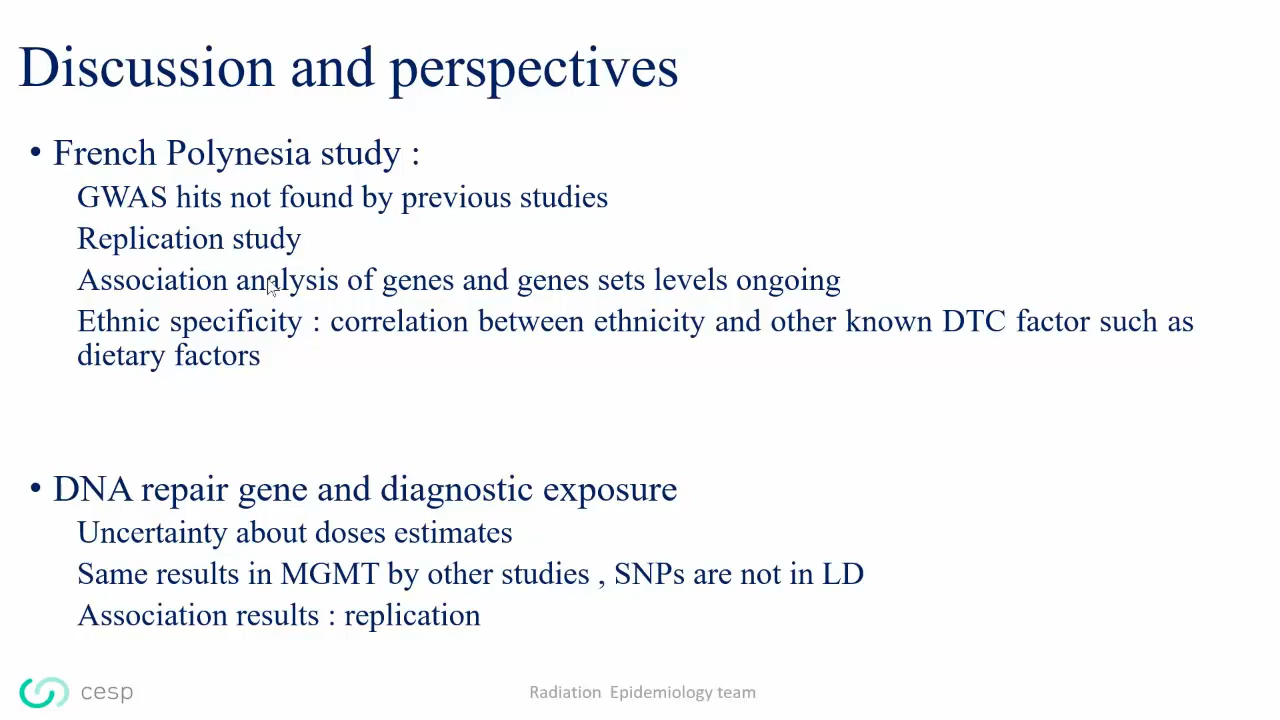 Discussion and perspectives
• French Polynesia study :
GWAS hits not found by previous studies
Replication study
Association analysis of genes and genes sets levels ongoing
Ethnic specificity : correlation between ethnicity and other known DTC factor such as
dietary factors
• DNA repair gene and diagnostic exposure
Uncertainty about doses estimates
Same results in MGMT by other studies , SNPs are not in LD
Association results : replication
cesp
Radiation Epidemiology team